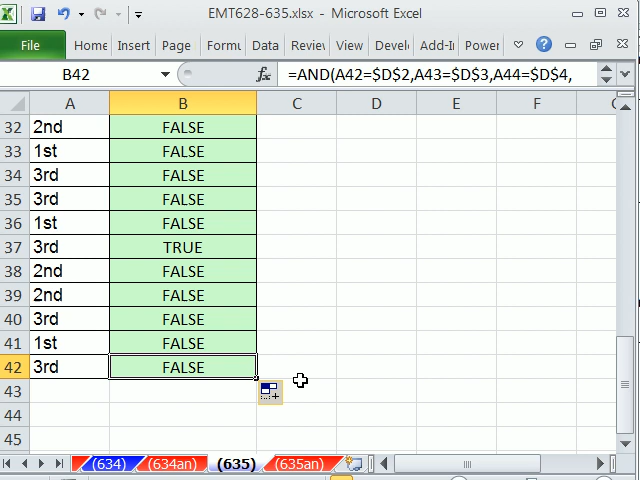 EMT628-635.xlsx - Microsoft Excel
File Home Insert Page Form Data Revie View Devel Add-I Power
B42 fx =AND(A42=$D$2,A43=$D$3,A44=$D$4,
A B C D E F
32 2nd FALSE
33 1st FALSE
34 3rd FALSE
35 3rd FALSE
36 1st FALSE
37 3rd TRUE
38 2nd FALSE
39 2nd FALSE
40 3rd FALSE
41 1st FALSE
42 3rd FALSE
43
44
45
(634) (634an) (635) (635an)